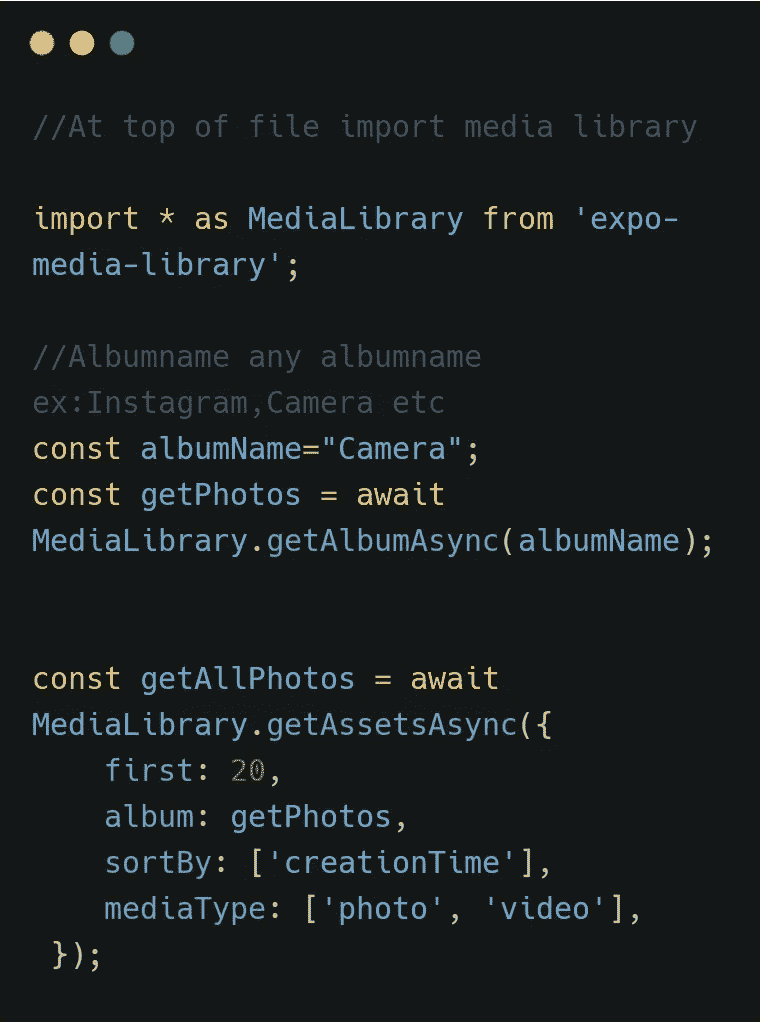 //At top of file import media library
import * as MediaLibrary from 'expo-
media-library';
//Albumname any albumname
ex:Instagram,Camera etc
const albumName="Camera";
const getPhotos = await
MediaLibrary.getAlbumAsync(albumName);
const getAllPhotos = await
MediaLibrary.getAssetsAsync({
    first: 20,
    album: getPhotos,
    sortBy: ['creationTime'],
    mediaType: ['photo', 'video'],
 });